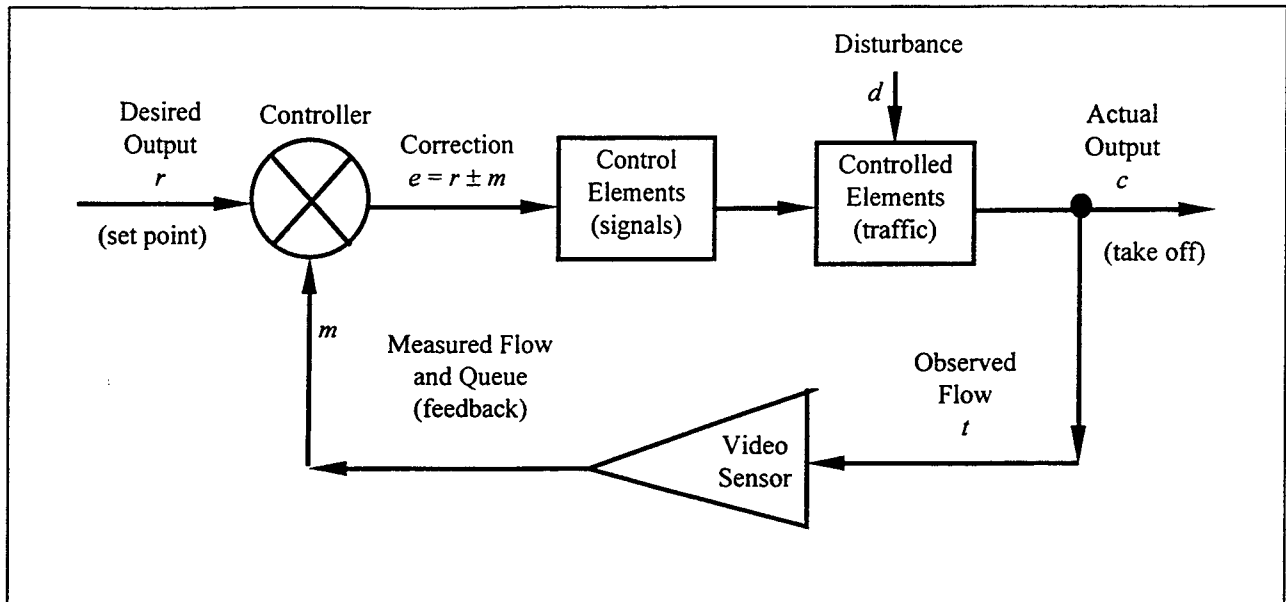 Disturbance
d
Desired
Output
r
(set point)
Controller
Correction
e = r ± m
Control
Elements
(signals)
Controlled
Elements
(traffic)
Actual
Output
c
(take off)
m
Measured Flow
and Queue
(feedback)
Video
Sensor
Observed
Flow
t